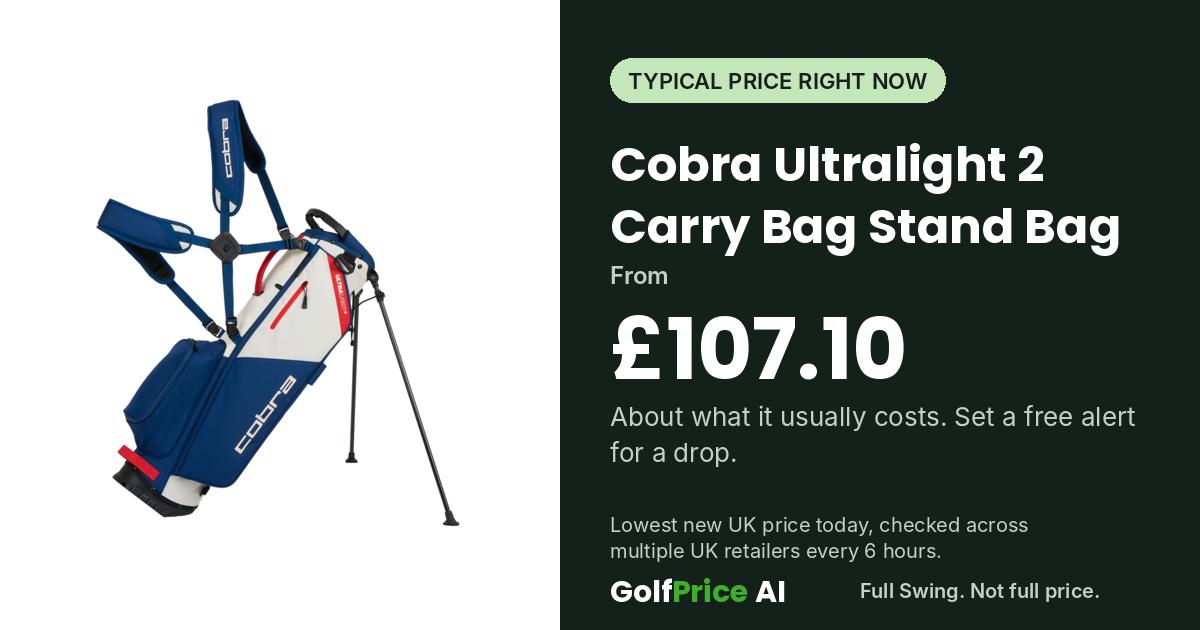 cobra
cobra
ULTRALIGHT
TYPICAL PRICE RIGHT NOW
Cobra Ultralight 2
Carry Bag Stand Bag
From
£107.10
About what it usually costs. Set a free alert
for a drop.
Lowest new UK price today, checked across
multiple UK retailers every 6 hours.
GolfPrice AI
Full Swing. Not full price.